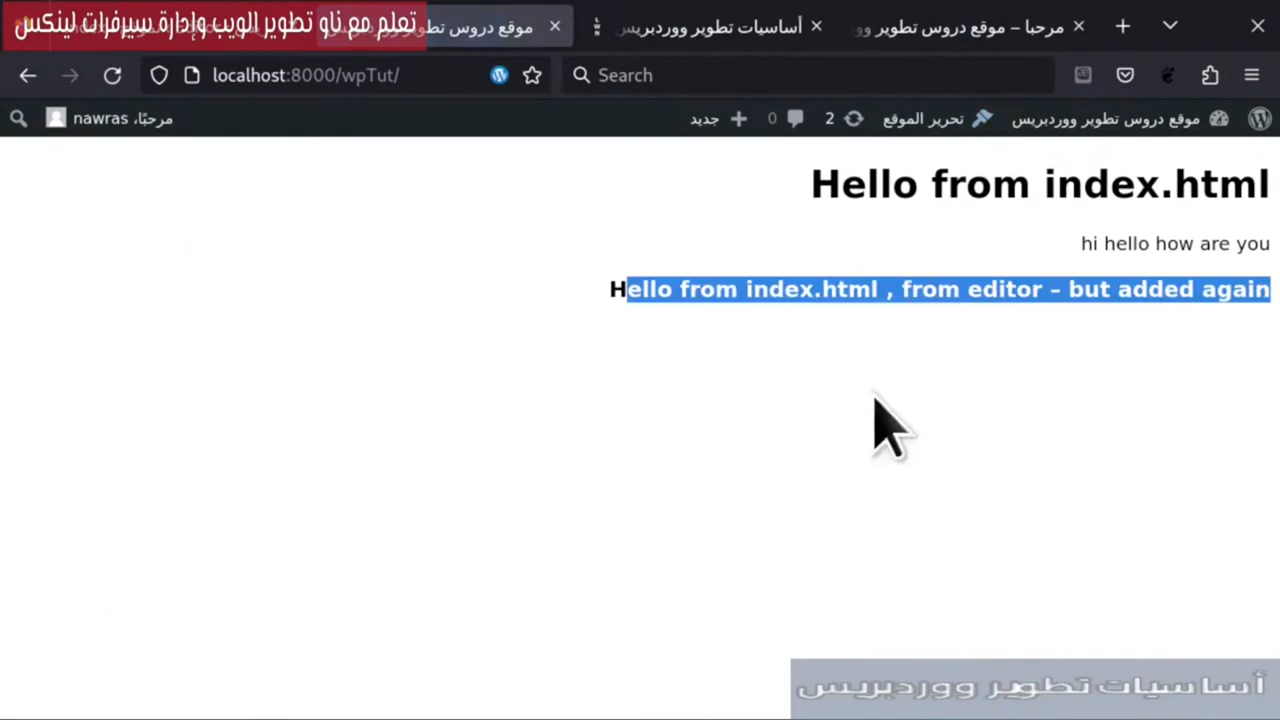 تعلم مع ناو تطوير الويب وإدارة سيرفرات لينكس
موقع دروس تطوير ووردبريس
أساسيات تطوير ووردبريس
مرحبا – موقع دروس تطوير وو
localhost:8000/wpTut/
Search
موقع دروس تطوير ووردبريس
تحرير الموقع
2
0
جديد
مرحبًا، nawras
Hello from index.html
hi hello how are you
Hello from index.html , from editor – but added again
أساسيات تطوير ووردبريس